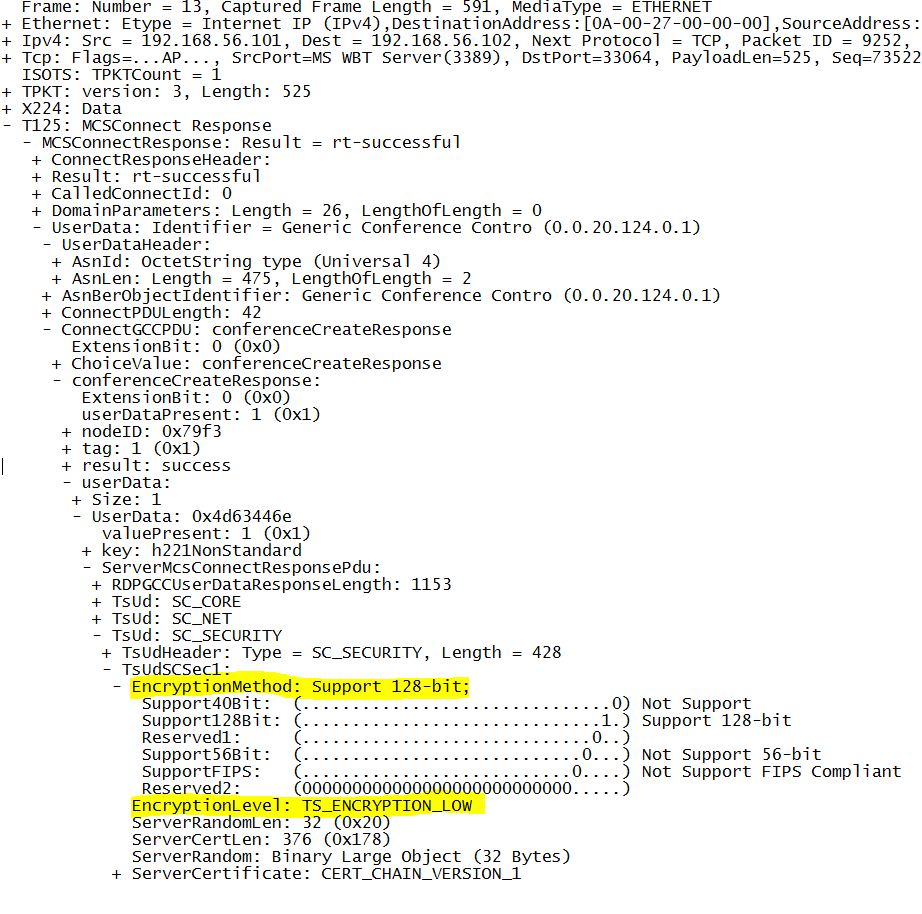 Frame: Number = 13, Captured Frame Length = 591, MediaType = ETHERNET
+ Ethernet: Etype = Internet IP (IPv4),DestinationAddress:[0A-00-27-00-00-00],SourceAddress:
+ Ipv4: Src = 192.168.56.101, Dest = 192.168.56.102, Next Protocol = TCP, Packet ID = 9252,
+ Tcp: Flags=...AP..., SrcPort=MS WBT Server(3389), DstPort=33064, PayloadLen=525, Seq=73522
ISOTS: TPKTCount = 1
+ TPKT: version: 3, Length: 525
+ X224: Data
- T125: MCSConnect Response
- MCSConnectResponse: Result = rt-successful
+ ConnectResponseHeader:
+ Result: rt-successful
+ CalledConnectId: 0
+ DomainParameters: Length = 26, LengthOfLength = 0
- UserData: Identifier = Generic Conference Contro (0.0.20.124.0.1)
- UserDataHeader:
+ AsnId: OctetString type (Universal 4)
+ AsnLen: Length = 475, LengthOfLength = 2
+ AsnBerObjectIdentifier: Generic Conference Contro (0.0.20.124.0.1)
+ ConnectPDULength: 42
- ConnectGCCPDU: conferenceCreateResponse
ExtensionBit: 0 (0x0)
+ ChoiceValue: conferenceCreateResponse
- conferenceCreateResponse:
ExtensionBit: 0 (0x0)
userDataPresent: 1 (0x1)
+ nodeID: 0x79f3
+ tag: 1 (0x1)
+ result: success
- userData:
+ Size: 1
- UserData: 0x4d63446e
valuePresent: 1 (0x1)
+ key: h221NonStandard
- ServerMcsConnectResponsePdu:
+ RDPGCCUserDataResponseLength: 1153
+ TsUd: SC_CORE
+ TsUd: SC_NET
- TsUd: SC_SECURITY
+ TsUdHeader: Type = SC_SECURITY, Length = 428
- TsUdSCSec1:
- EncryptionMethod: Support 128-bit;
Support40Bit: (...............................0) Not Support
Support128Bit: (..............................1.) Support 128-bit
Reserved1: (.............................0..)
Support56Bit: (............................0...) Not Support 56-bit
SupportFIPS: (...........................0....) Not Support FIPS Compliant
Reserved2: (000000000000000000000000000.....)
EncryptionLevel: TS_ENCRYPTION_LOW
ServerRandomLen: 32 (0x20)
ServerCertLen: 376 (0x178)
ServerRandom: Binary Large Object (32 Bytes)
+ ServerCertificate: CERT_CHAIN_VERSION_1